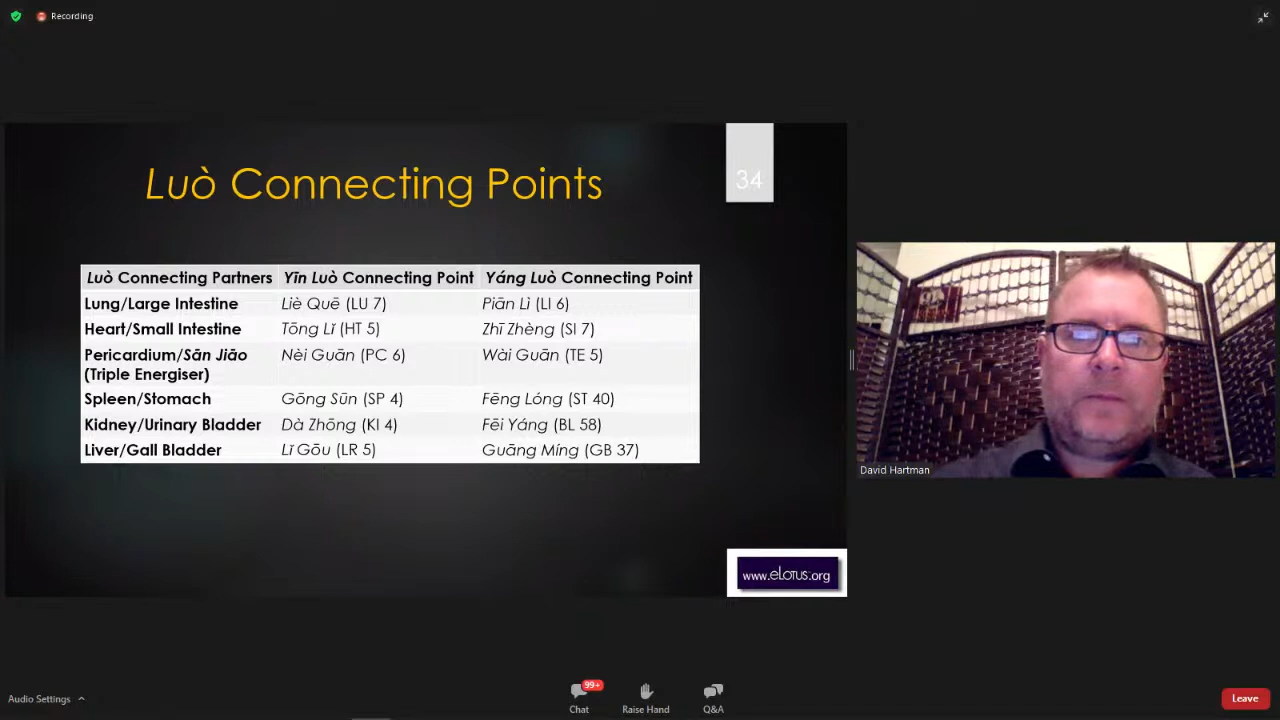 Recording
Luò Connecting Points
34
Luò Connecting Partners Yīn Luò Connecting Point Yáng Luò Connecting Point
Lung/Large Intestine Liè Quē (LU 7) Piān Lì (LI 6)
Heart/Small Intestine Tōng Lǐ (HT 5) Zhī Zhèng (SI 7)
Pericardium/Sān Jiāo Nèi Guān (PC 6) Wài Guān (TE 5)
(Triple Energiser)
Spleen/Stomach Gōng Sūn (SP 4) Fēng Lóng (ST 40)
Kidney/Urinary Bladder Dà Zhōng (KI 4) Fēi Yáng (BL 58)
Liver/Gall Bladder Lǐ Gōu (LR 5) Guāng Míng (GB 37)
David Hartman
www.eLotus.org
Audio Settings
99+
Chat
Raise Hand
Q&A
Leave